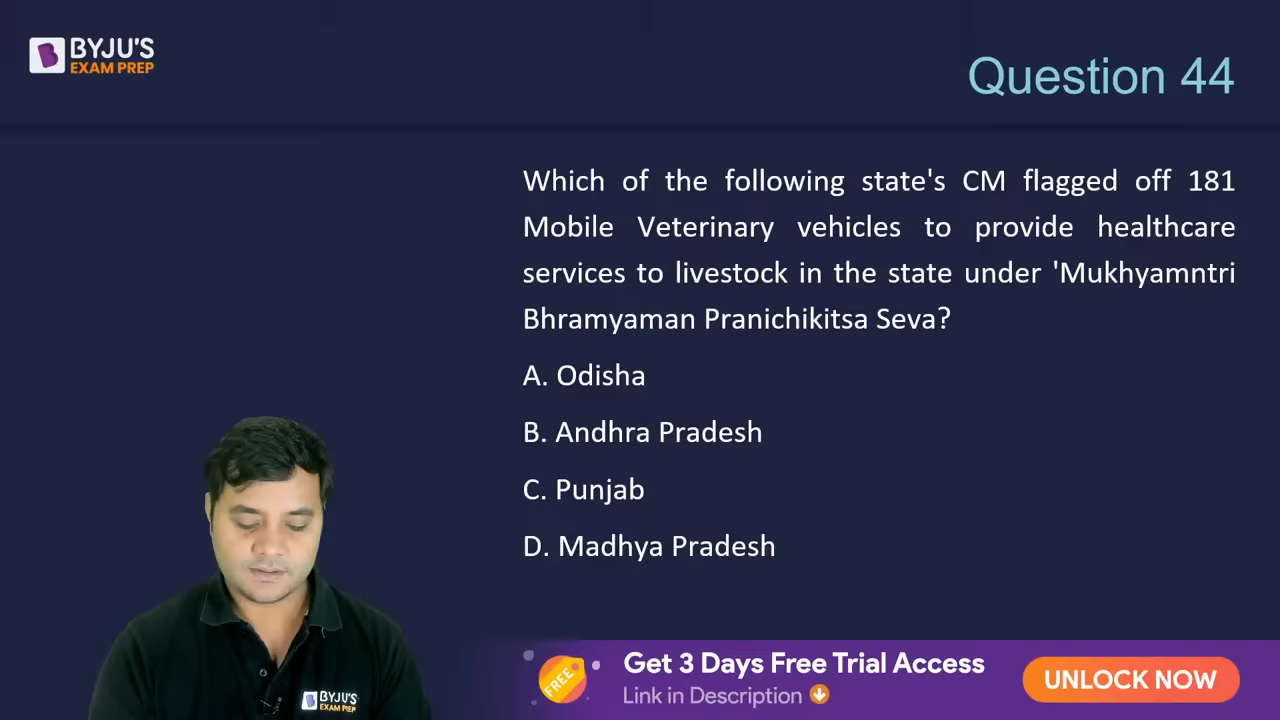 BYJU'S
EXAM PREP
Question 44
Which of the following state's CM flagged off 181
Mobile Veterinary vehicles to provide healthcare
services to livestock in the state under 'Mukhyamntri
Bhramyaman Pranichikitsa Seva?
A. Odisha
B. Andhra Pradesh
C. Punjab
D. Madhya Pradesh
BYJU'S
EXAM PREP
FREE
Get 3 Days Free Trial Access
Link in Description
UNLOCK NOW